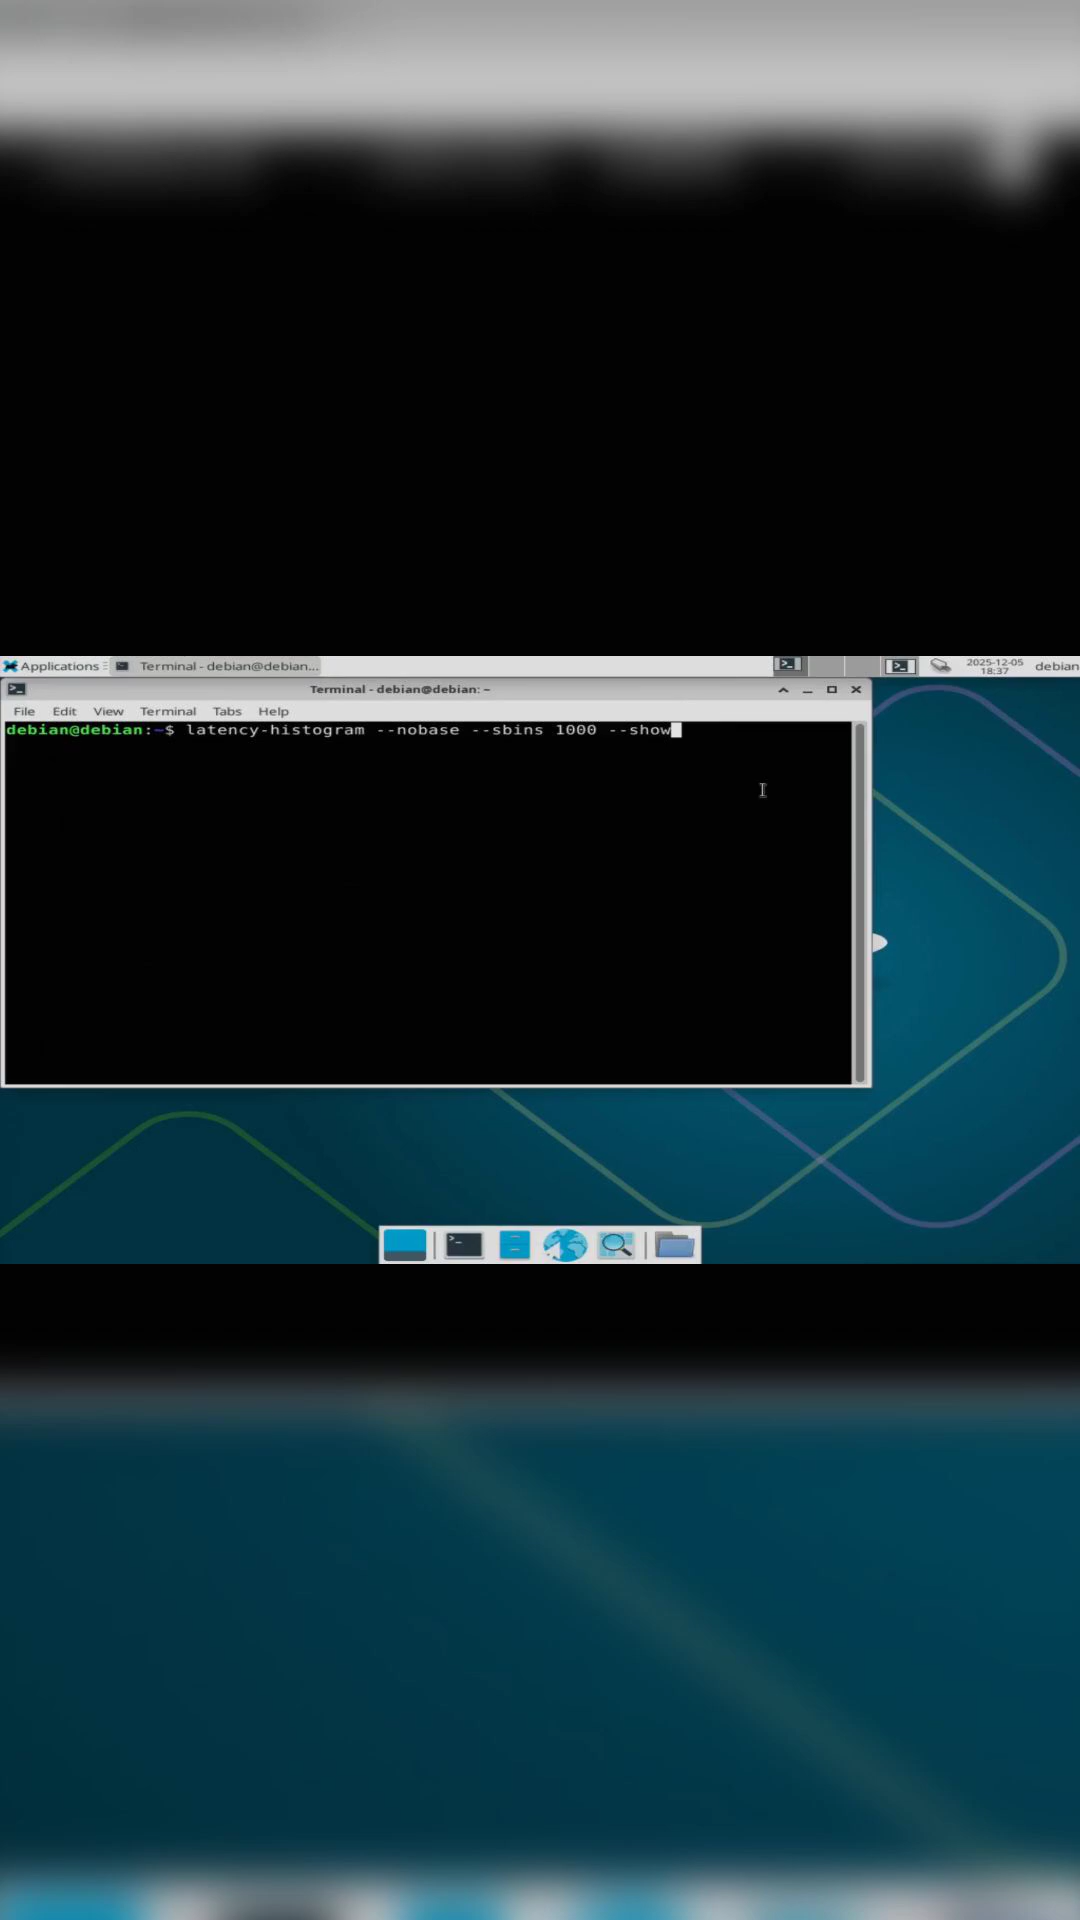 Applications
Terminal - debian@debian...
2025-12-05
18:37
debian
Terminal - debian@debian: ~
File Edit View Terminal Tabs Help
debian@debian:~$ latency-histogram --nobase --sbins 1000 --show